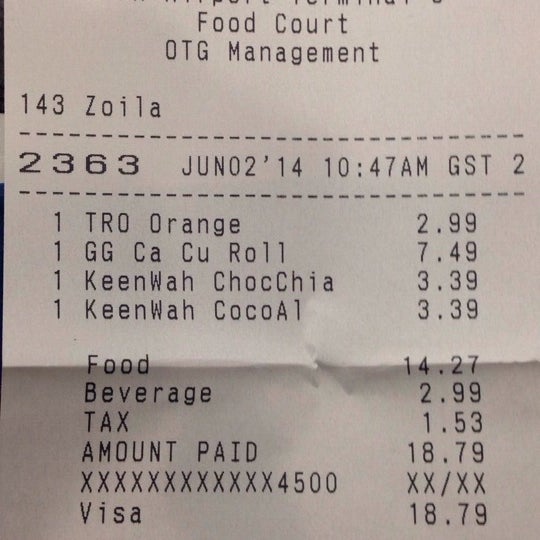 Airport Terminal
Food Court
OTG Management
143 Zoila
--------------------------------
2363 JUN02'14 10:47AM GST 2
--------------------------------
1 TRO Orange 2.99
1 GG Ca Cu Roll 7.49
1 KeenWah ChocChia 3.39
1 KeenWah CocoAl 3.39
Food 14.27
Beverage 2.99
TAX 1.53
AMOUNT PAID 18.79
XXXXXXXXXXXX4500 XX/XX
Visa 18.79